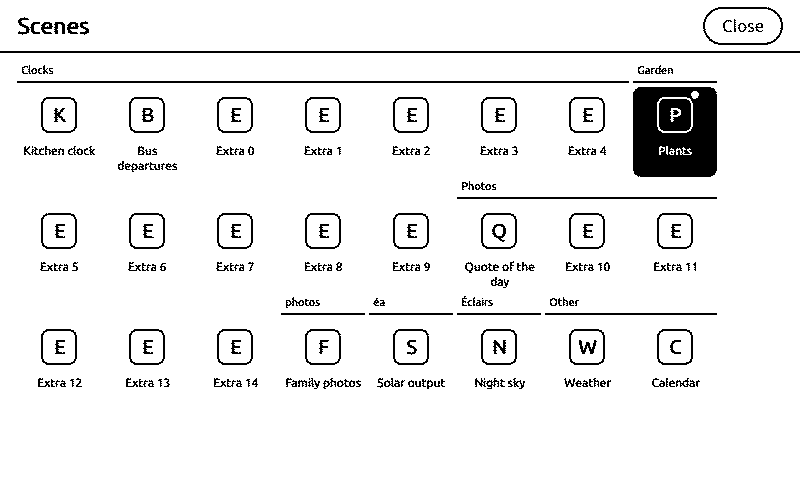 Scenes
Close
Clocks
Garden
K
B
E
E
E
E
E
P
Kitchen clock
Bus departures
Extra 0
Extra 1
Extra 2
Extra 3
Extra 4
Plants
Photos
E
E
E
E
E
Q
E
E
Extra 5
Extra 6
Extra 7
Extra 8
Extra 9
Quote of the day
Extra 10
Extra 11
photos
éa
Éclairs
Other
E
E
E
F
S
N
W
C
Extra 12
Extra 13
Extra 14
Family photos
Solar output
Night sky
Weather
Calendar